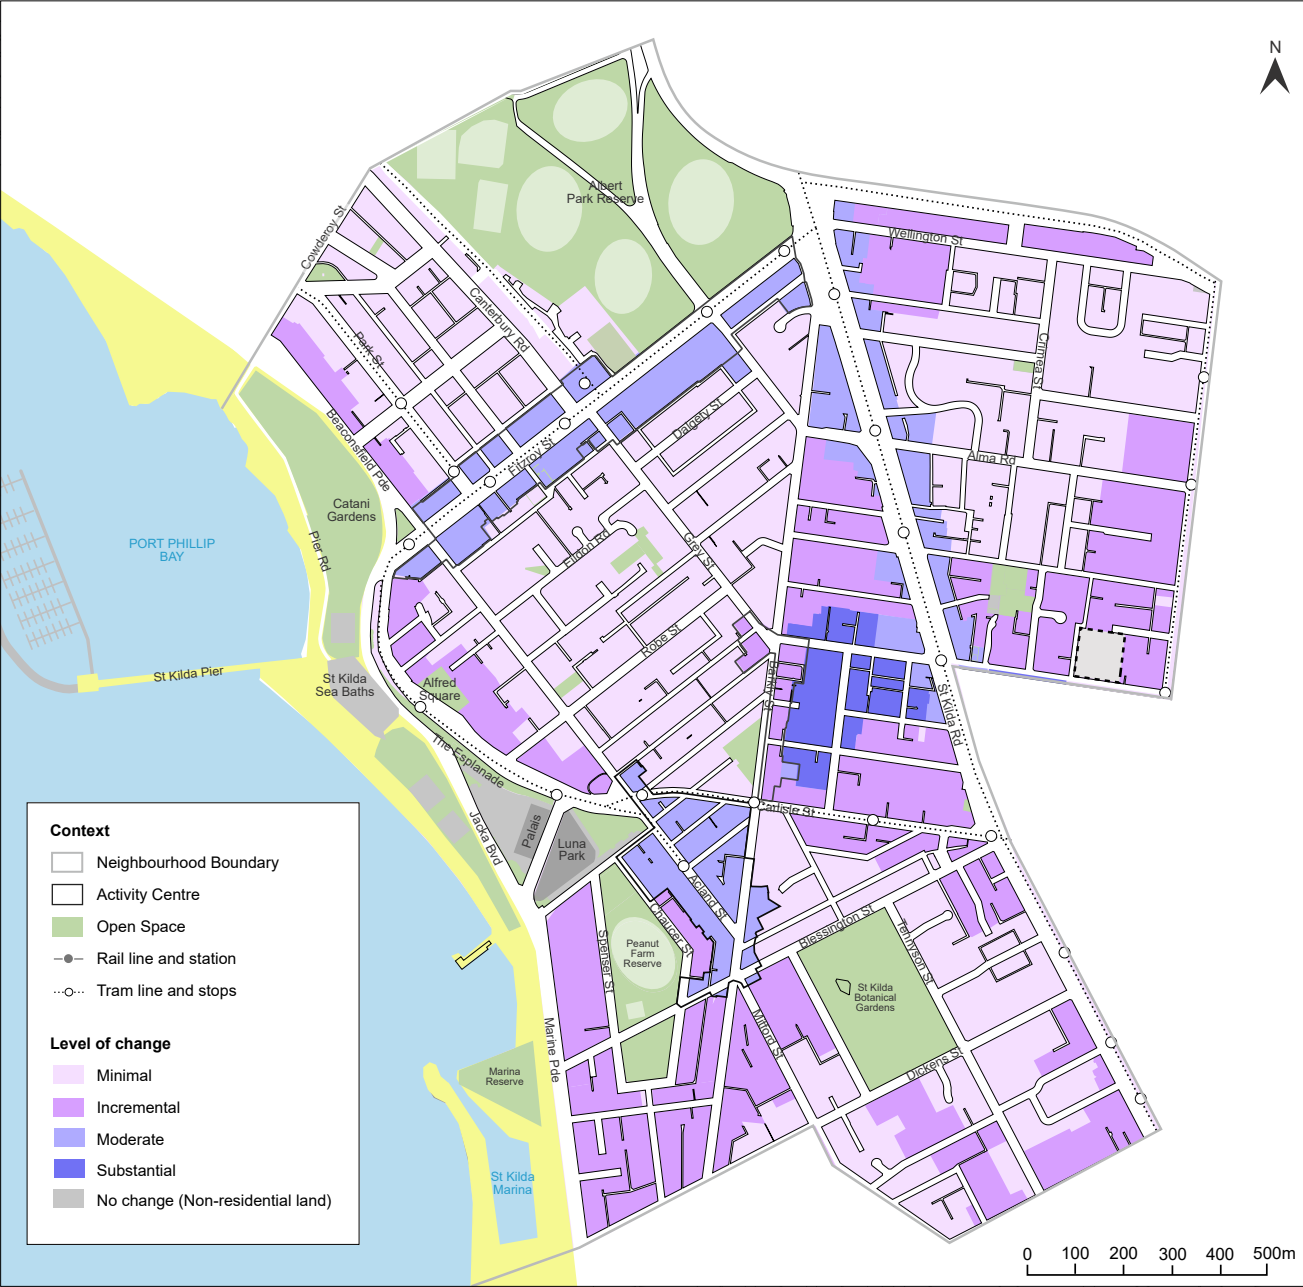 N
Albert
Park Reserve
Wellington St
Cowderoy St
Canterbury Rd
Park St
Crimea St
Beaconsfield Pde
Dalgety St
Fitzroy St
Alma Rd
Catani
Gardens
PORT PHILLIP
BAY
Pier Rd
Eildon Rd
Grey St
Robe St
St Kilda Pier
St Kilda
Sea Baths
Alfred
Square
Barkly St
St Kilda Rd
The Esplanade
Carlisle St
Jacka Bvd
Palais
Luna
Park
Acland St
Chaucer St
Blessington St
Tennyson St
Spenser St
Peanut
Farm
Reserve
St Kilda
Botanical
Gardens
Mitford St
Marine Pde
Dickens St
Marina
Reserve
St Kilda
Marina
Context
Neighbourhood Boundary
Activity Centre
Open Space
Rail line and station
Tram line and stops
Level of change
Minimal
Incremental
Moderate
Substantial
No change (Non-residential land)
0 100 200 300 400 500m